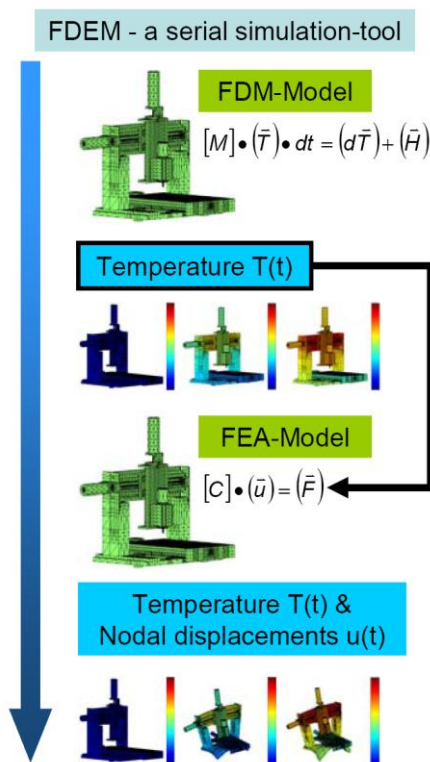 FDEM - a serial simulation-tool
FDM-Model
[M]•(T̄)•dt=(dT̄)+(H̄)
Temperature T(t)
FEA-Model
[C]•(ū)=(F̄)
Temperature T(t) &
Nodal displacements u(t)